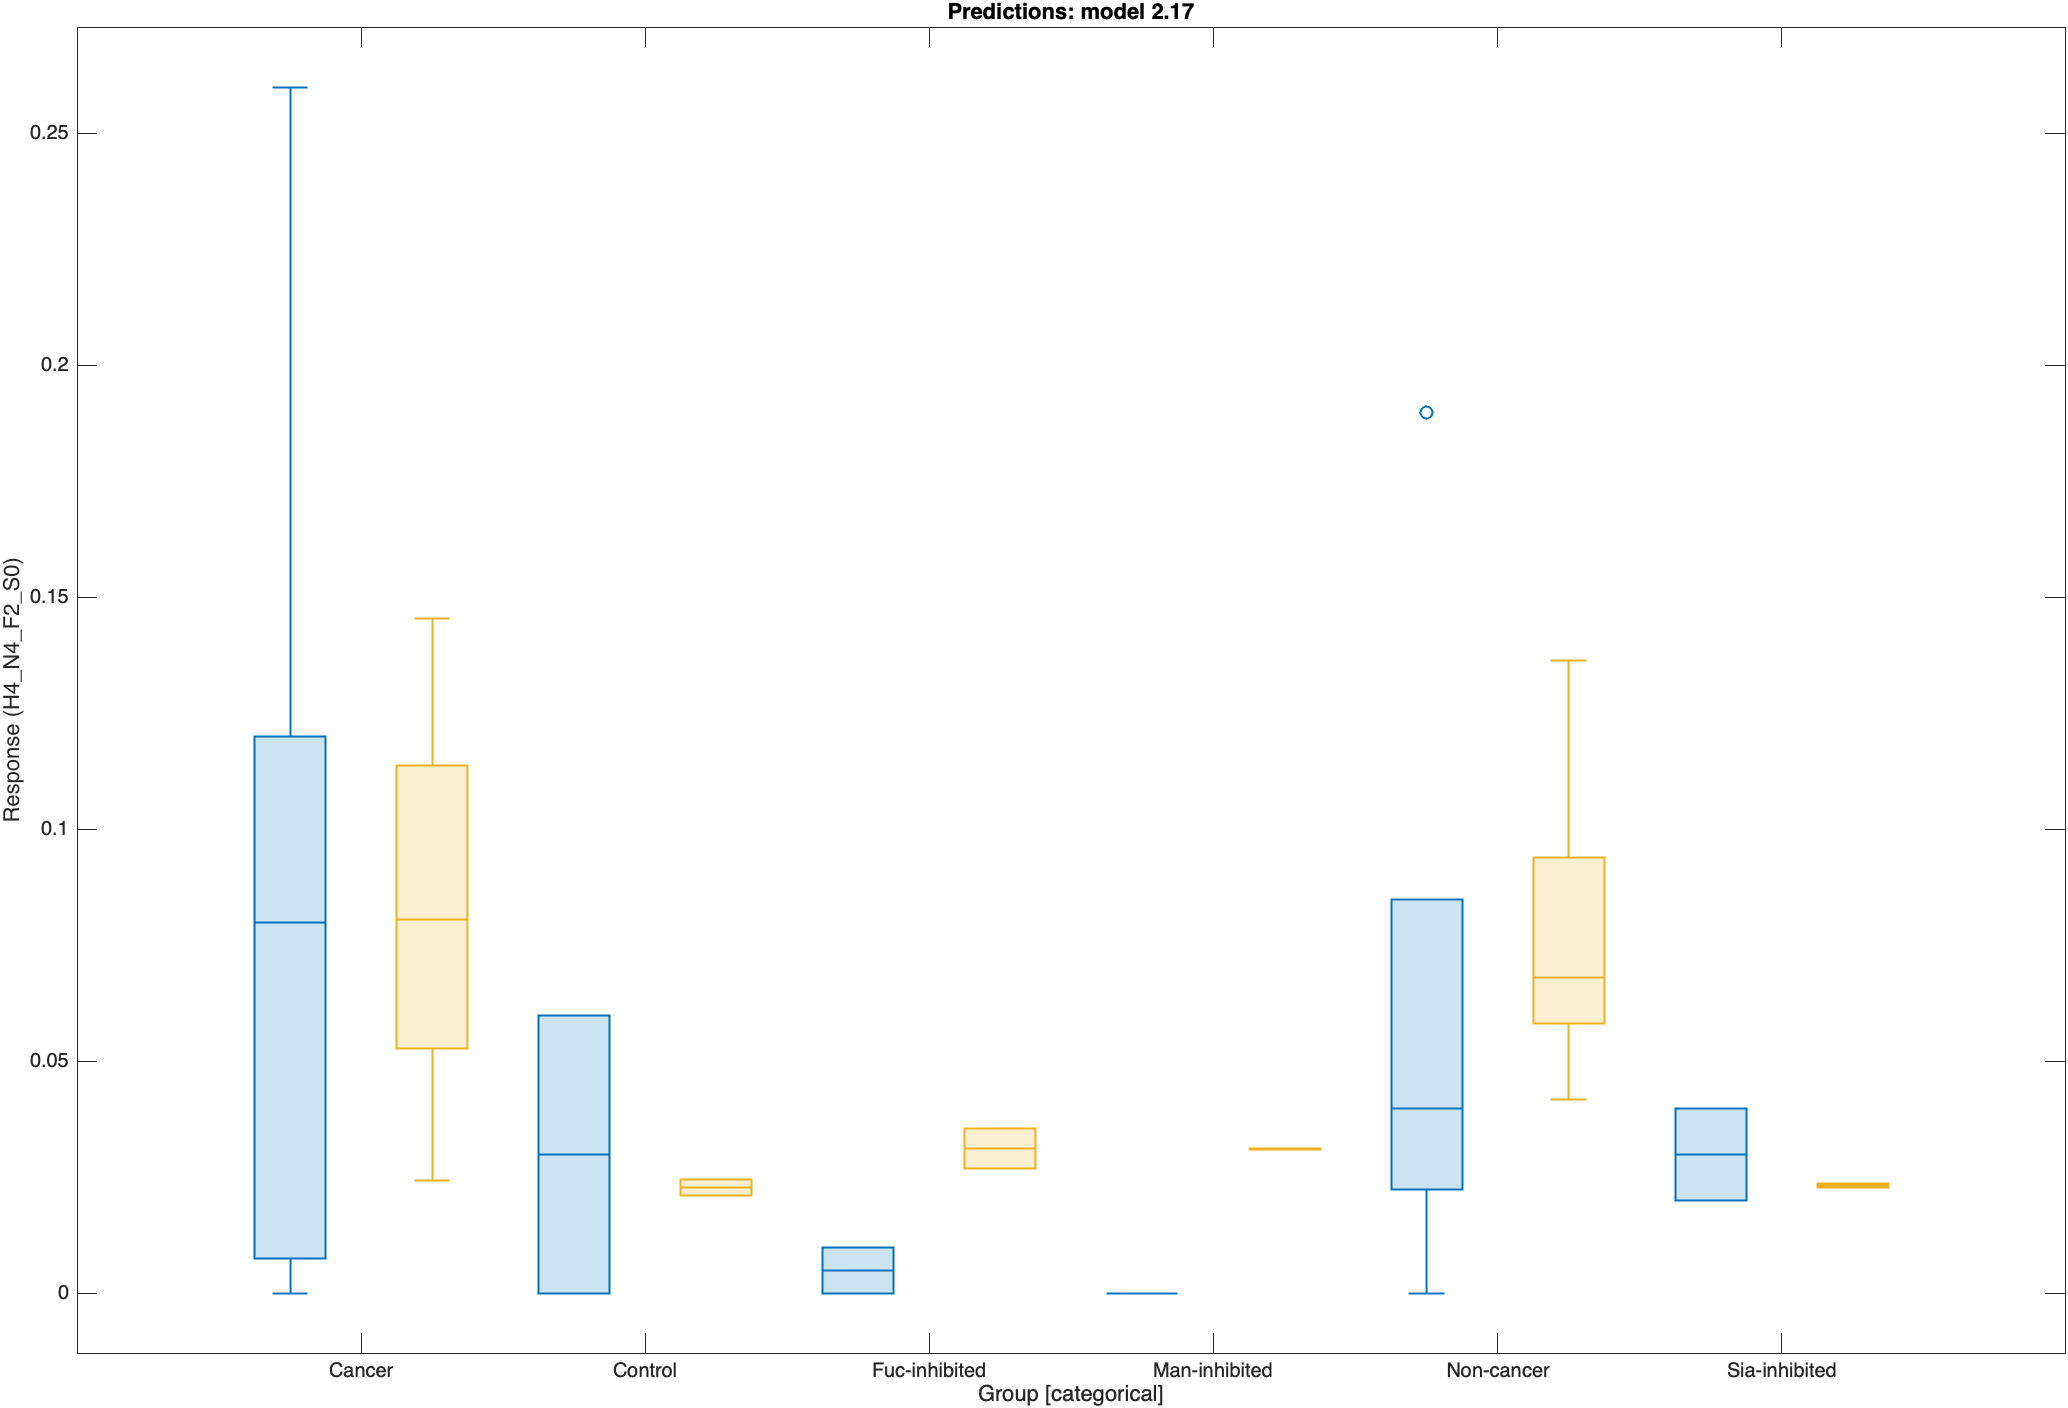 Predictions: model 2.17
Response (H4_N4_F2_S0)
0.25
0.2
0.15
0.1
0.05
0
Cancer Control Fuc-inhibited Man-inhibited Non-cancer Sia-inhibited
Group [categorical]